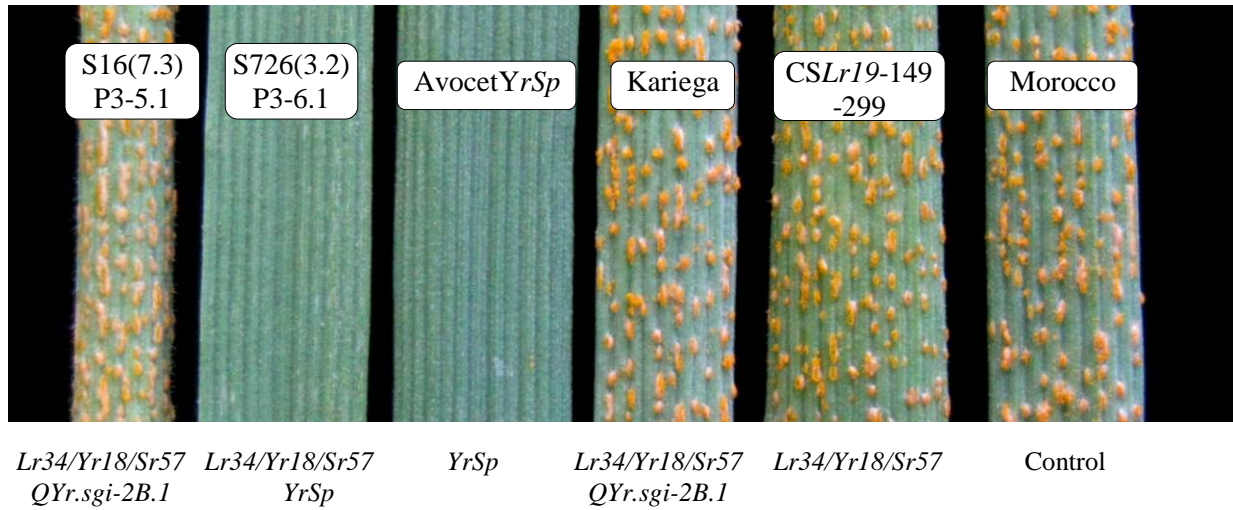 S16(7.3)
P3-5.1
S726(3.2)
P3-6.1
AvocetYrSp
Kariega
CSLr19-149
-299
Morocco
Lr34/Yr18/Sr57
QYr.sgi-2B.1
Lr34/Yr18/Sr57
YrSp
YrSp
Lr34/Yr18/Sr57
QYr.sgi-2B.1
Lr34/Yr18/Sr57
Control